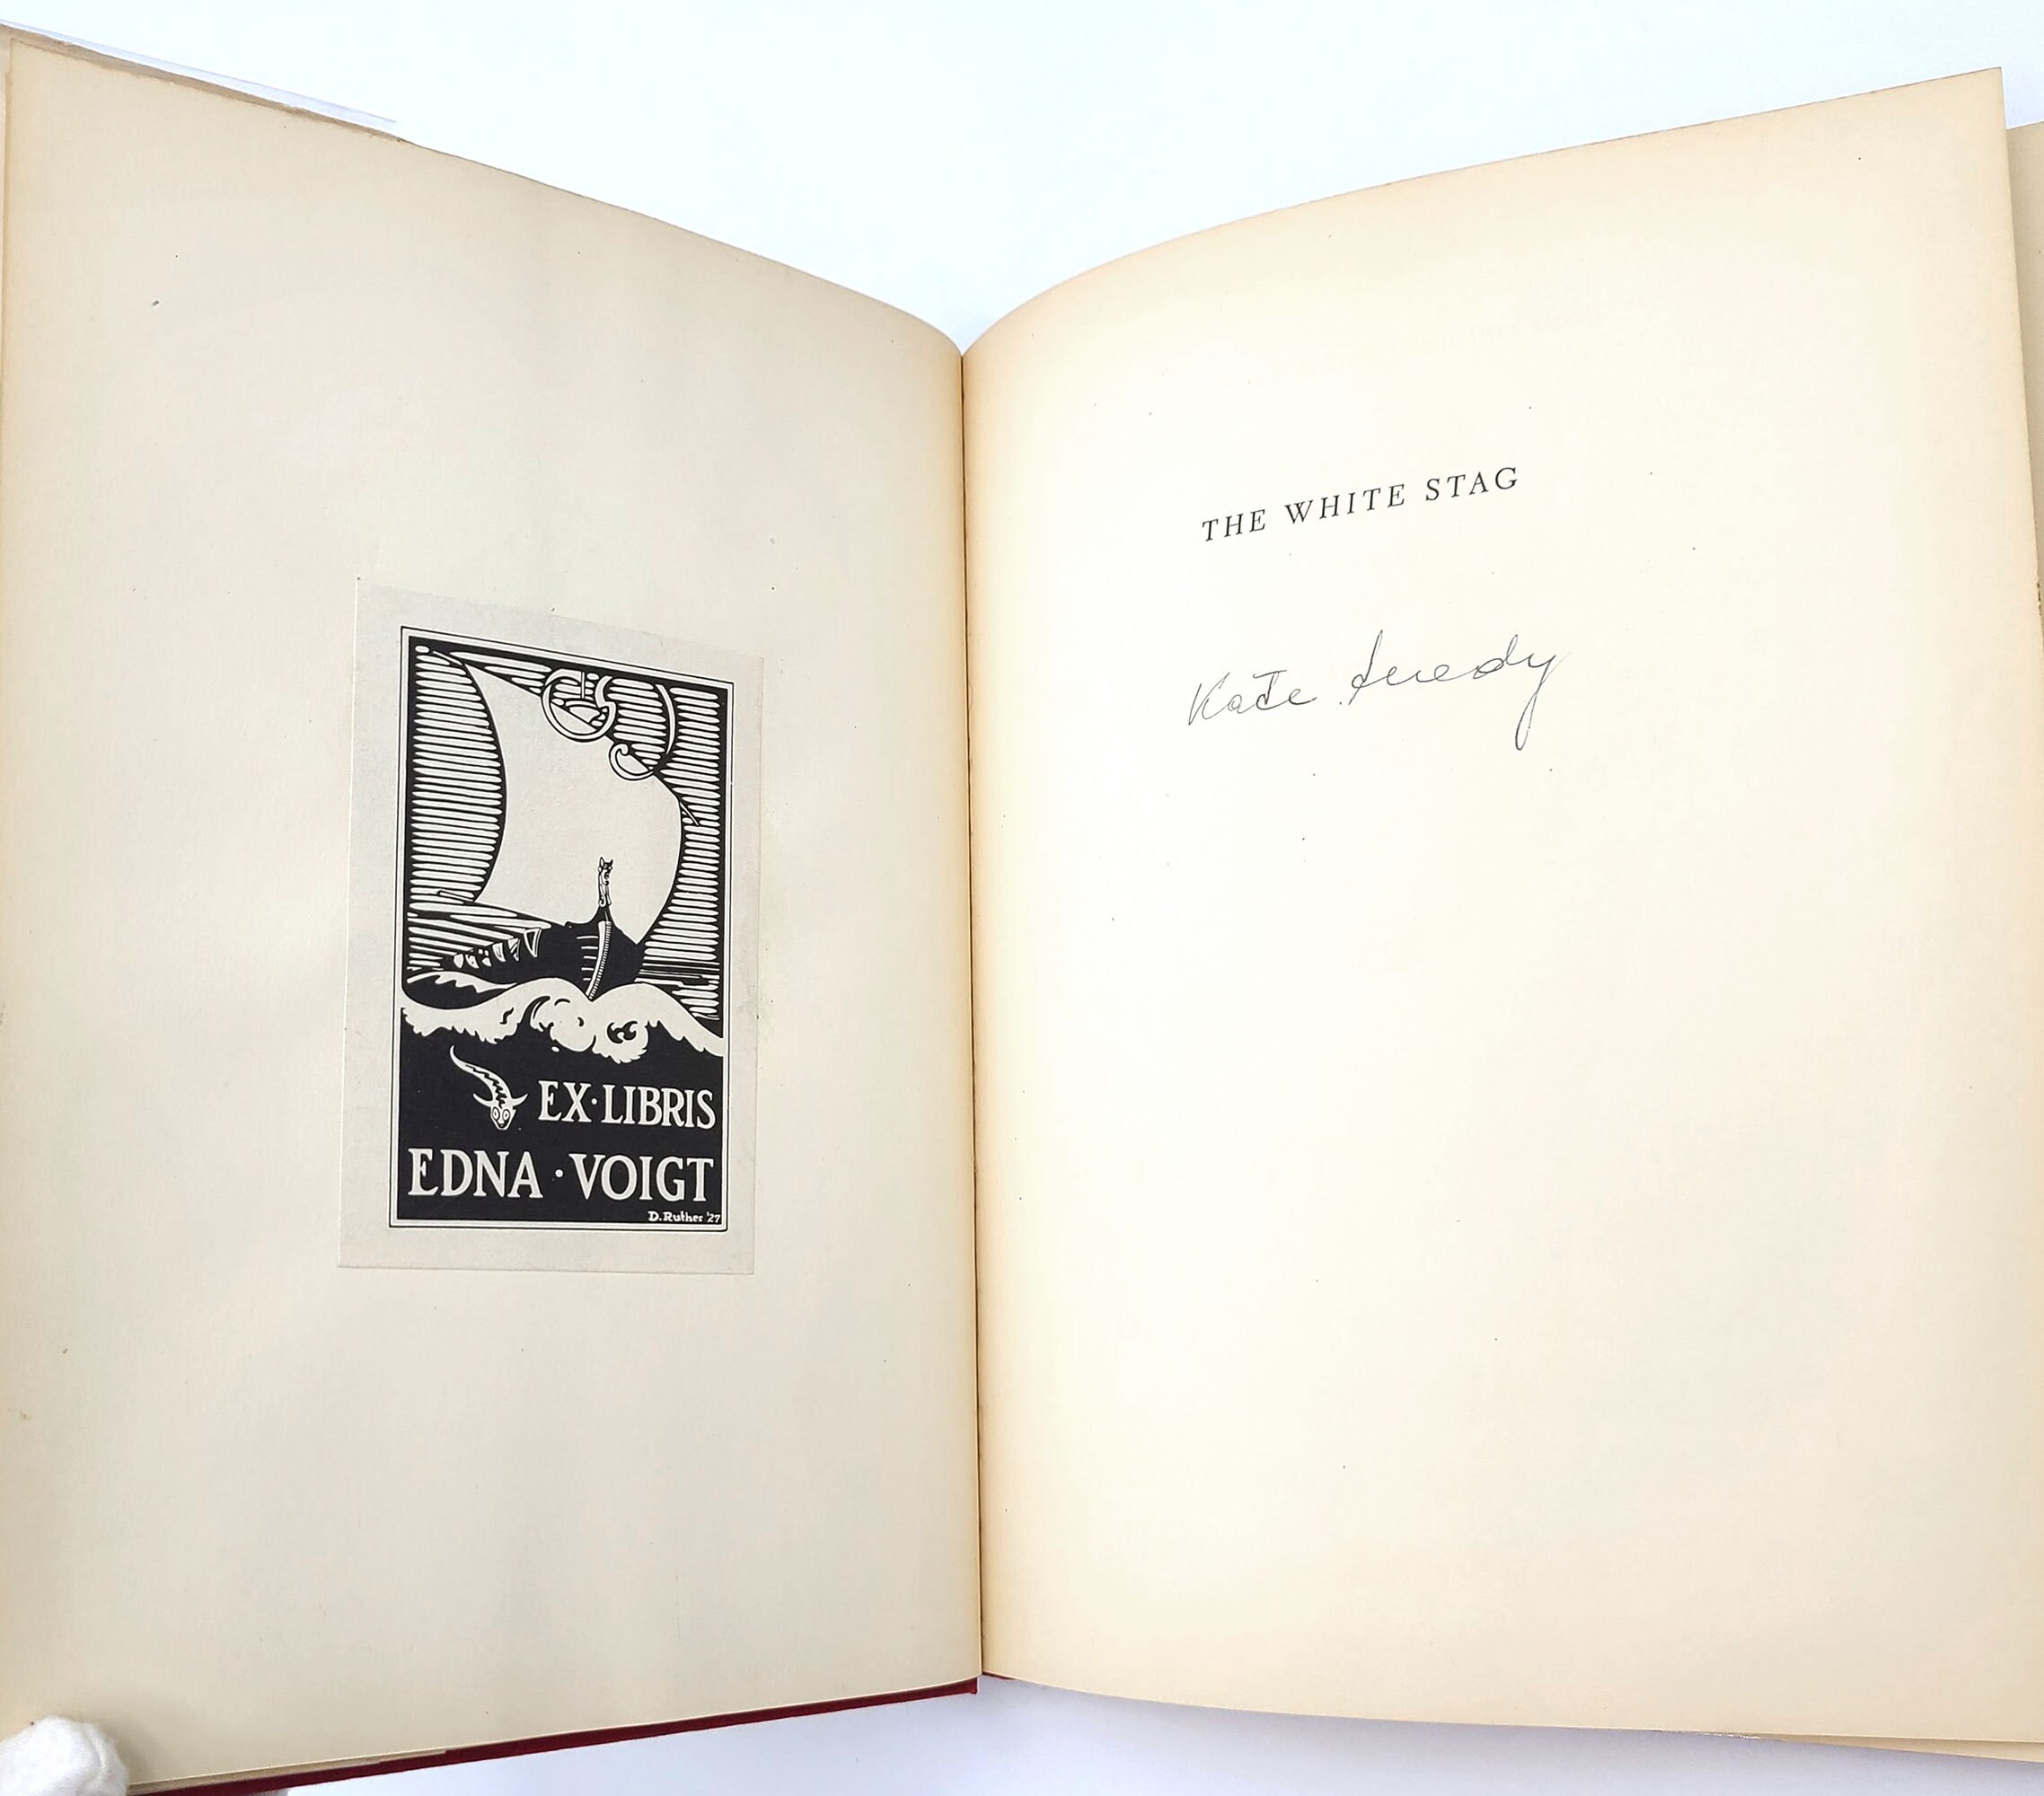 EX·LIBRIS
EDNA·VOIGT
D. Ruther '27
THE WHITE STAG
Kate Seredy